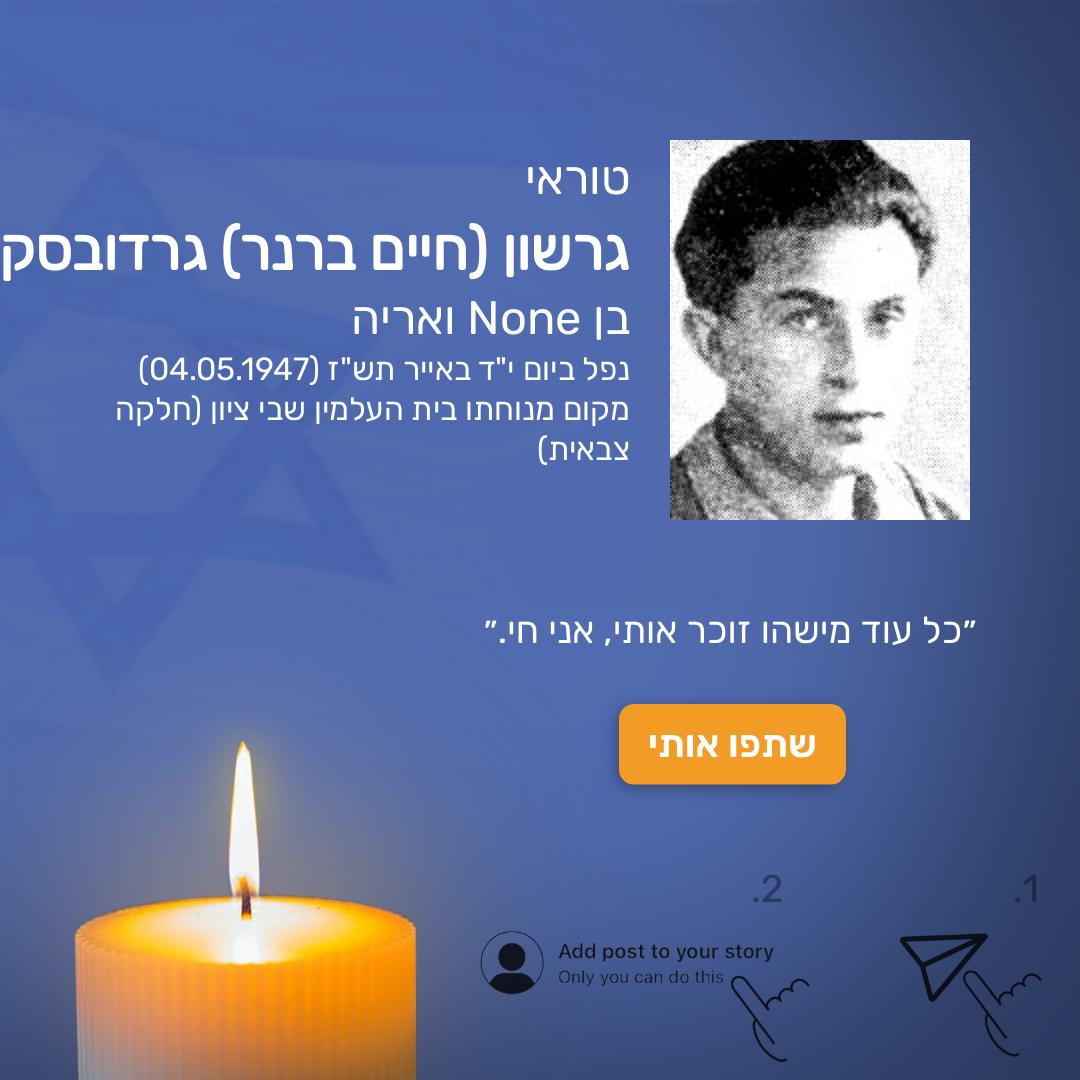 טוראי
גרשון (חיים ברנר) גרדובסק
בן None ואריה
נפל ביום י"ד באייר תש"ז (04.05.1947)
מקום מנוחתו בית העלמין שבי ציון (חלקה
צבאית)
״כל עוד מישהו זוכר אותי, אני חי.״
שתפו אותי
.1
.2
Add post to your story
Only you can do this